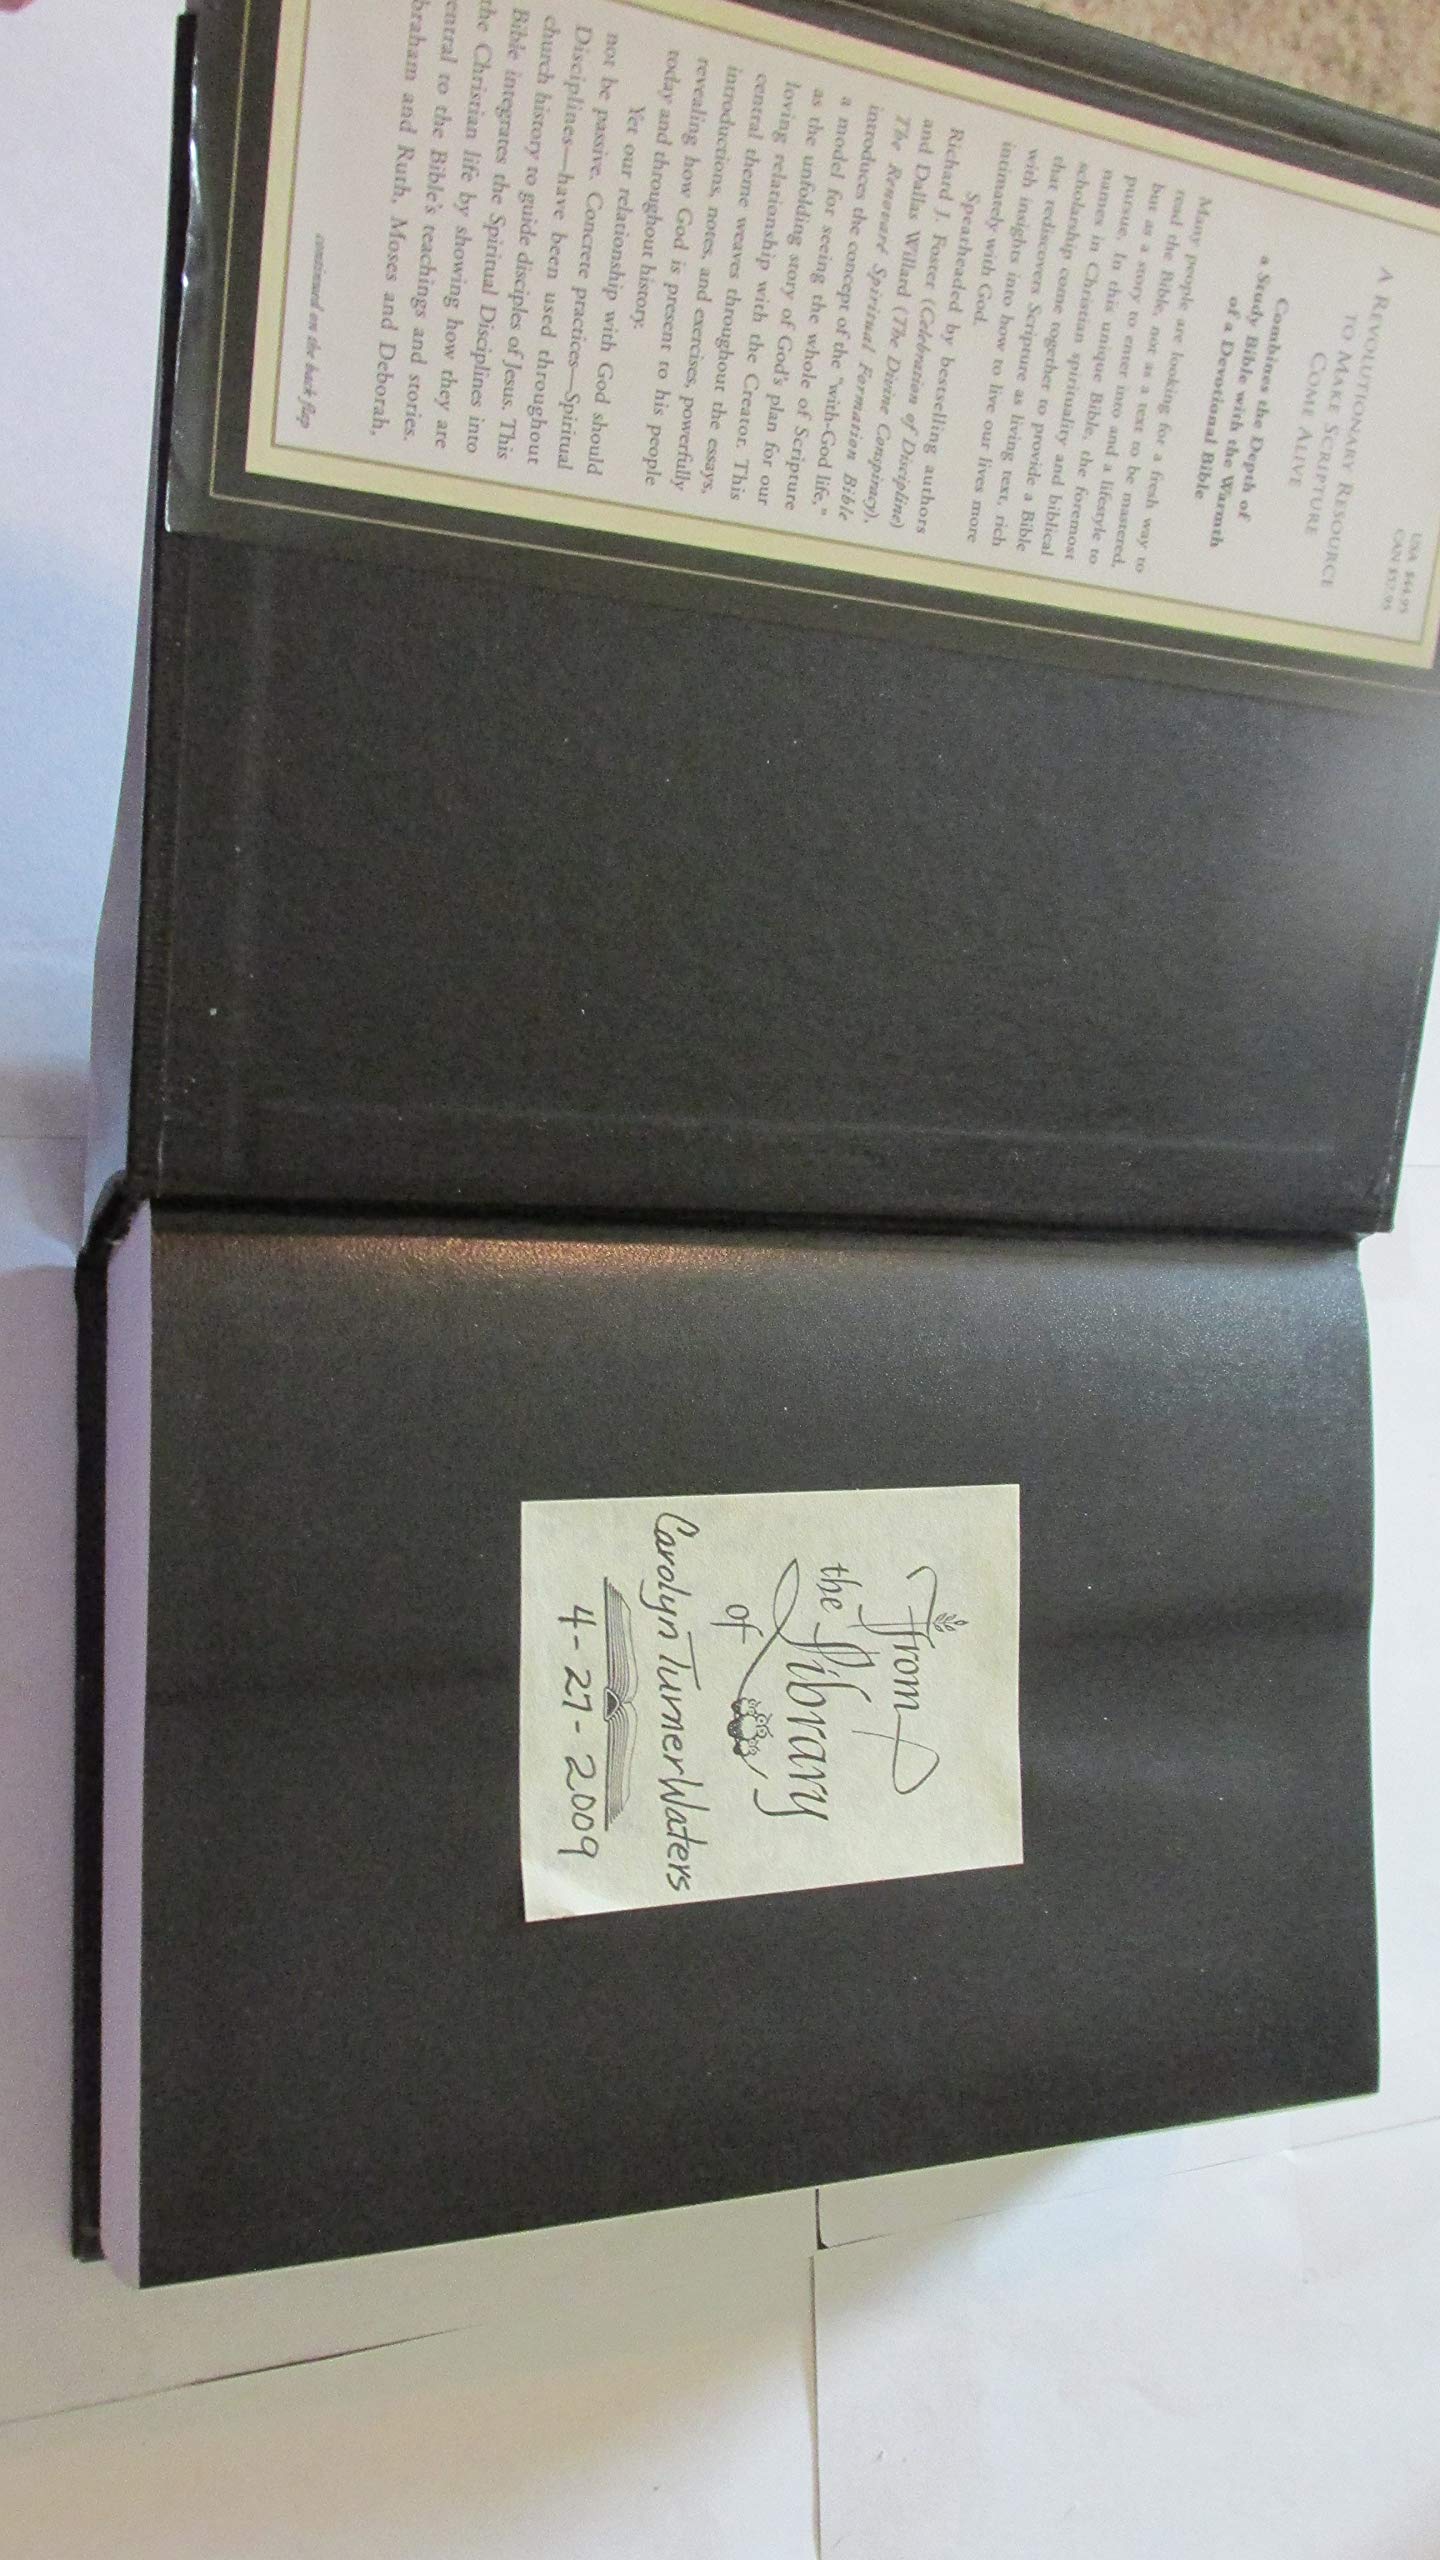 USA $44.95
CAN $57.95
A REVOLUTIONARY RESOURCE
TO MAKE SCRIPTURE
COME ALIVE
Combines the Depth of
a Study Bible with the Warmth
of a Devotional Bible
Many people are looking for a fresh way to
read the Bible, not as a text to be mastered,
but as a story to enter into and a lifestyle to
pursue. In this unique Bible, the foremost
names in Christian spirituality and biblical
scholarship come together to provide a Bible
that rediscovers Scripture as living text, rich
with insights into how to live our lives more
intimately with God.
Spearheaded by bestselling authors
Richard J. Foster (Celebration of Discipline)
and Dallas Willard (The Divine Conspiracy),
The Renovaré Spiritual Formation Bible
introduces the concept of the "with-God life,"
a model for seeing the whole of Scripture
as the unfolding story of God's plan for our
loving relationship with the Creator. This
central theme weaves throughout the essays,
introductions, notes, and exercises, powerfully
revealing how God is present to his people
today and throughout history.
Yet our relationship with God should
not be passive. Concrete practices—Spiritual
Disciplines—have been used throughout
church history to guide disciples of Jesus. This
Bible integrates the Spiritual Disciplines into
the Christian life by showing how they are
entral to the Bible's teachings and stories.
braham and Ruth, Moses and Deborah,
continued on the back flap
From
the Library
of
Carolyn Turner Waters
4-27-2009